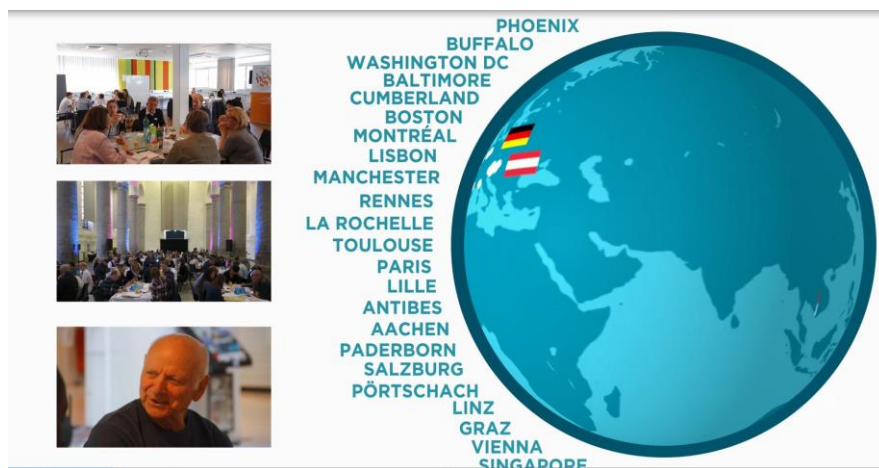 PHOENIX
BUFFALO
WASHINGTON DC
BALTIMORE
CUMBERLAND
BOSTON
MONTRÉAL
LISBON
MANCHESTER
RENNES
LA ROCHELLE
TOULOUSE
PARIS
LILLE
ANTIBES
AACHEN
PADERBORN
SALZBURG
PÖRTSCHACH
LINZ
GRAZ
VIENNA
SINGAPORE